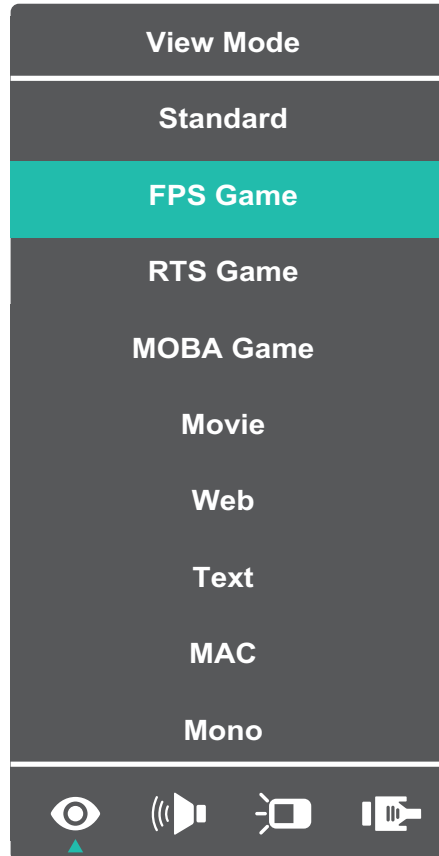 View Mode
Standard
FPS Game
RTS Game
MOBA Game
Movie
Web
Text
MAC
Mono